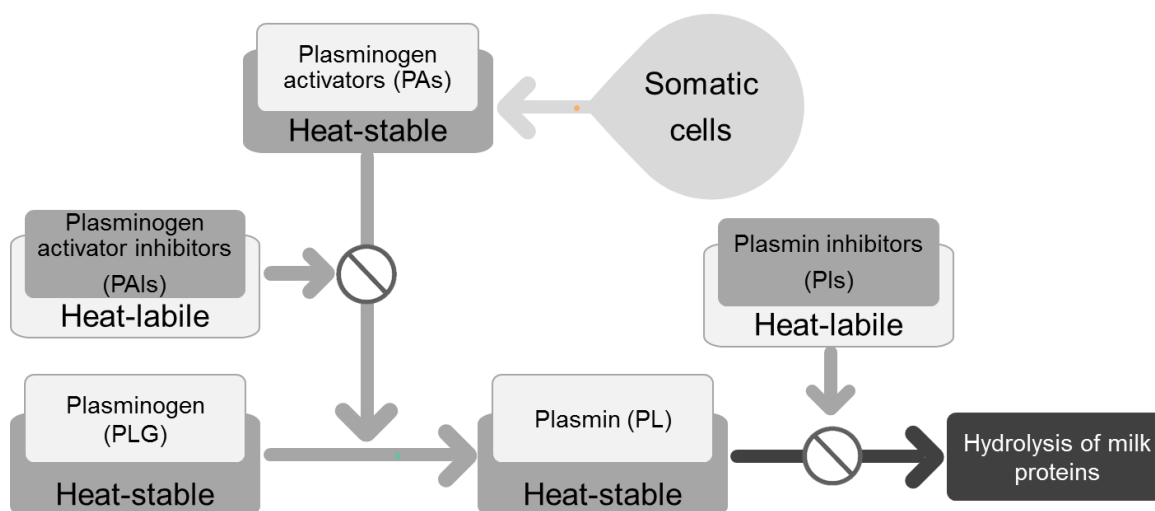 Plasminogen
activators (PAs)
Heat-stable
Somatic
cells
Plasminogen
activator inhibitors
(PAIs)
Heat-labile
Plasmin inhibitors
(PIs)
Heat-labile
Plasminogen
(PLG)
Heat-stable
Plasmin (PL)
Heat-stable
Hydrolysis of milk
proteins